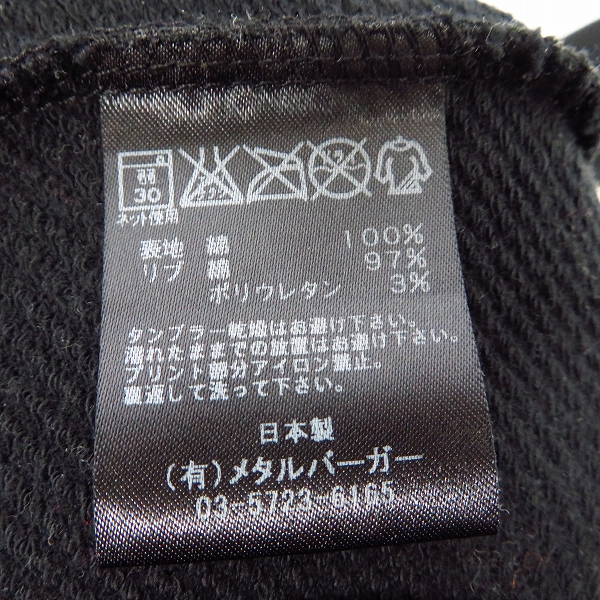 弱
30
ネット使用
表地 綿 100%
リブ 綿 97%
ポリウレタン 3%
タンブラー乾燥はお避け下さい。
濡れたままでの放置はお避け下さい。
プリント部分アイロン禁止。
裏返して洗って下さい。
日本製
(有)メタルバーガー
03-5723-6165